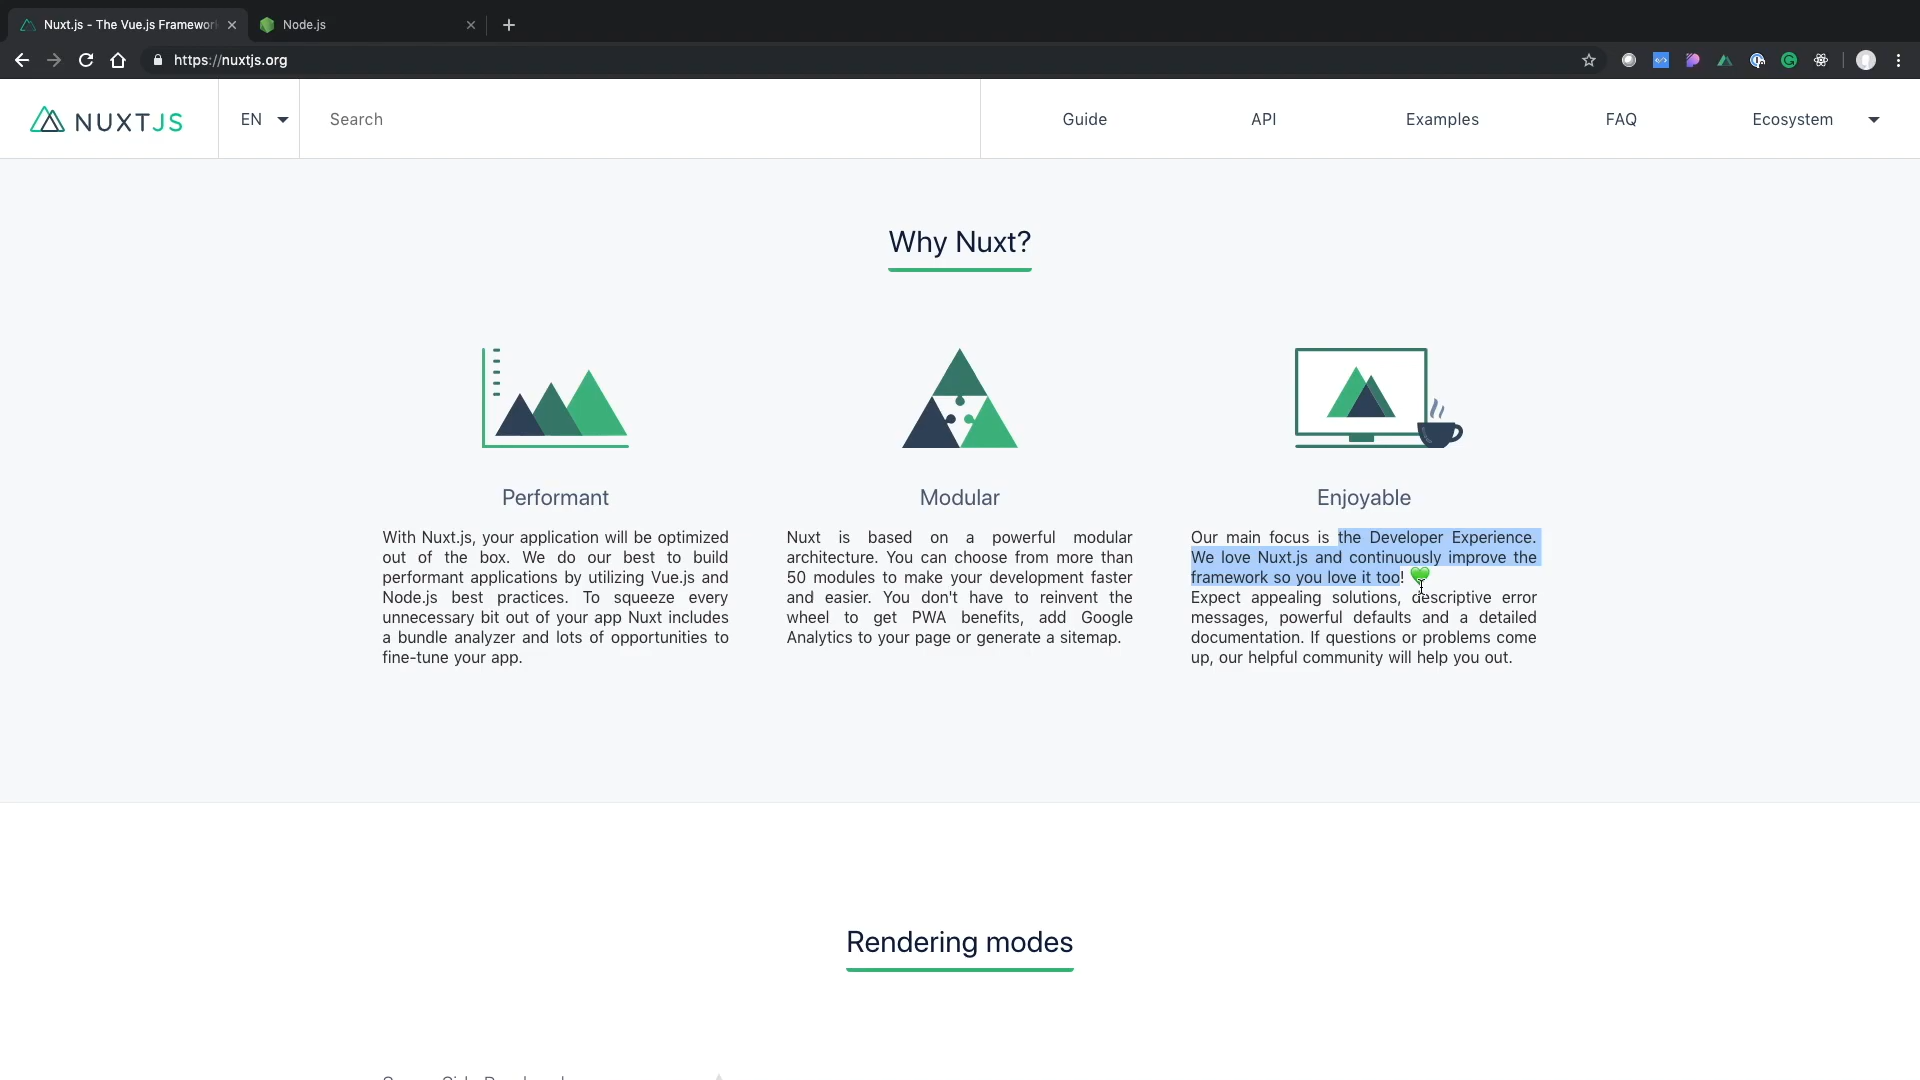 Nuxt.js - The Vue.js Framewor
Node.js
https://nuxtjs.org
NUXTJS
EN
Search
Guide
API
Examples
FAQ
Ecosystem
Why Nuxt?
Performant
With Nuxt.js, your application will be optimized
out of the box. We do our best to build
performant applications by utilizing Vue.js and
Node.js best practices. To squeeze every
unnecessary bit out of your app Nuxt includes
a bundle analyzer and lots of opportunities to
fine-tune your app.
Modular
Nuxt is based on a powerful modular
architecture. You can choose from more than
50 modules to make your development faster
and easier. You don't have to reinvent the
wheel to get PWA benefits, add Google
Analytics to your page or generate a sitemap.
Enjoyable
Our main focus is the Developer Experience.
We love Nuxt.js and continuously improve the
framework so you love it too! 💚
Expect appealing solutions, descriptive error
messages, powerful defaults and a detailed
documentation. If questions or problems come
up, our helpful community will help you out.
Rendering modes